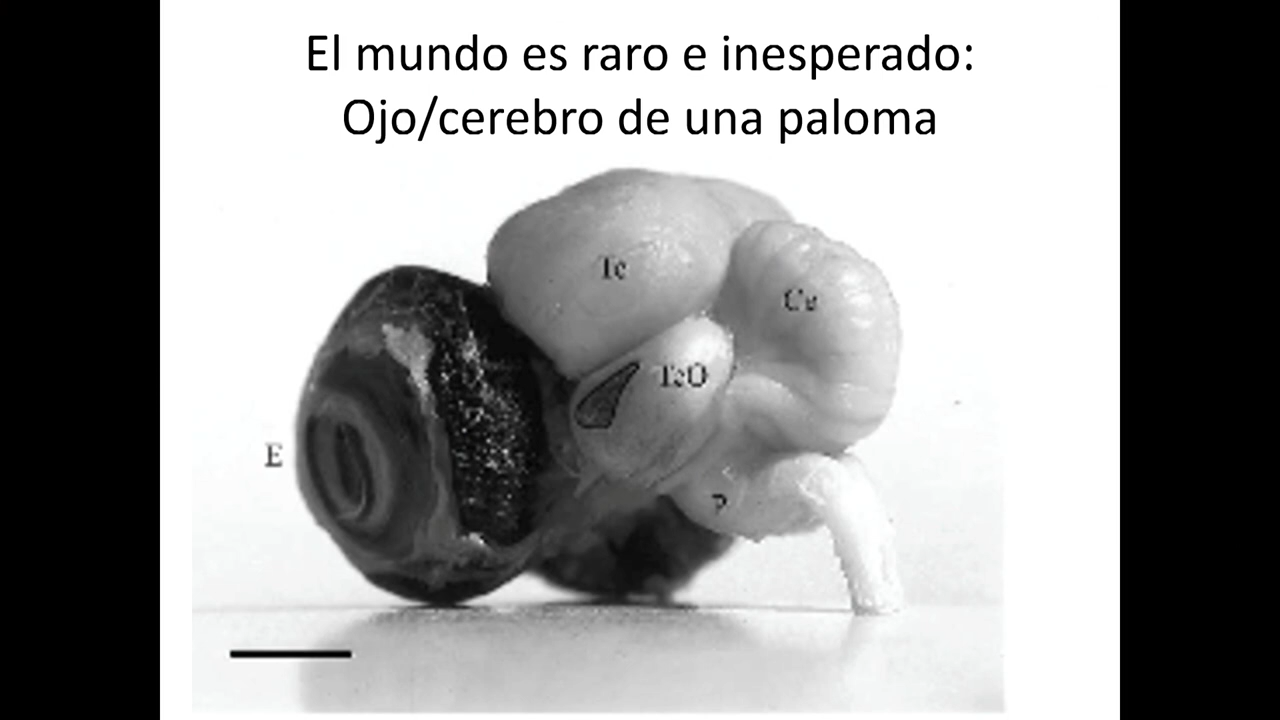 El mundo es raro e inesperado:
Ojo/cerebro de una paloma
Te
Ce
TeO
E
P